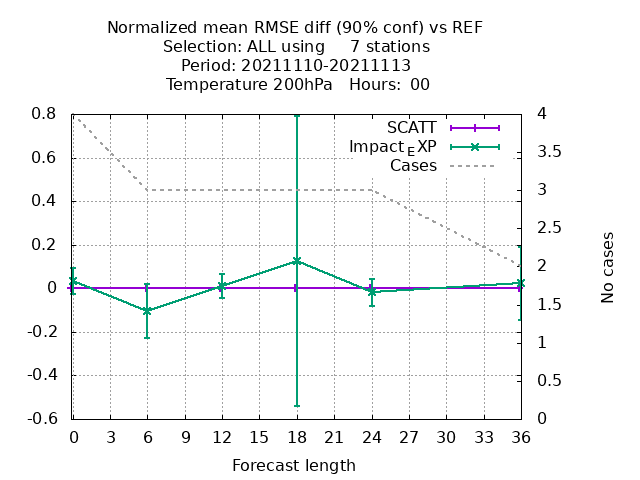 Normalized mean RMSE diff (90% conf) vs REF
Selection: ALL using     7 stations
Period: 20211110-20211113
Temperature 200hPa   Hours:  00
SCATT
Impact_EXP
Cases
0.8
0.6
0.4
0.2
0
-0.2
-0.4
-0.6
4
3.5
3
2.5
2
1.5
1
0.5
0
No cases
0 3 6 9 12 15 18 21 24 27 30 33 36
Forecast length